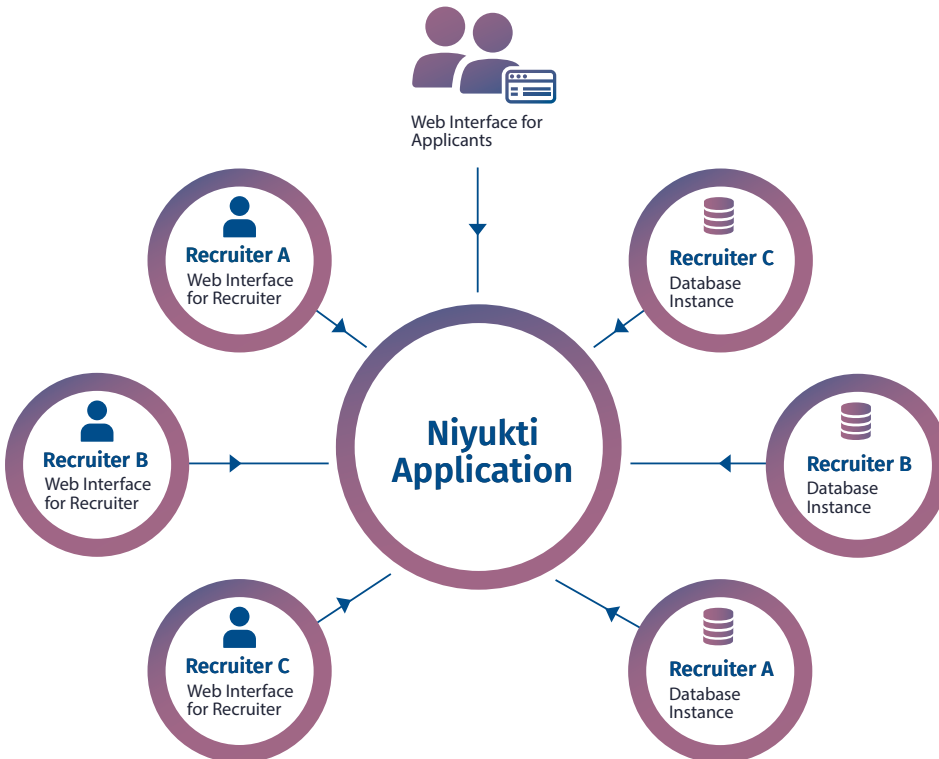 Web Interface for
Applicants
Recruiter A
Web Interface
for Recruiter
Recruiter C
Database
Instance
Niyukti
Application
Recruiter B
Web Interface
for Recruiter
Recruiter B
Database
Instance
Recruiter C
Web Interface
for Recruiter
Recruiter A
Database
Instance